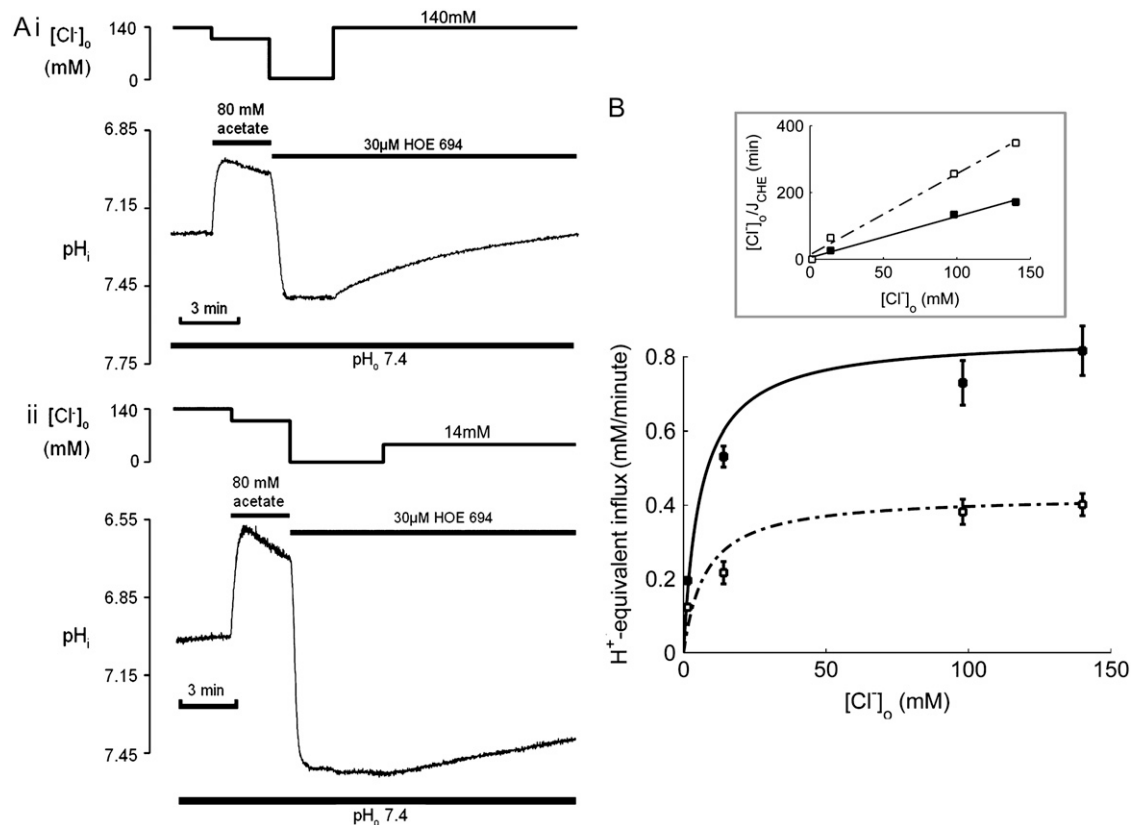 A i
[Cl⁻]ₒ
(mM)
140
0
140mM
6.85
7.15
7.45
7.75
pHᵢ
80 mM
acetate
30µM HOE 694
3 min
pHₒ 7.4
ii
[Cl⁻]ₒ
(mM)
140
0
14mM
6.55
6.85
7.15
7.45
pHᵢ
80 mM
acetate
30µM HOE 694
3 min
pHₒ 7.4
B
[Cl⁻]ₒ/J_CHE (min)
400
200
0
0 50 100 150
[Cl⁻]ₒ (mM)
H⁺-equivalent influx (mM/minute)
0.8
0.6
0.4
0.2
0
0 50 100 150
[Cl⁻]ₒ (mM)